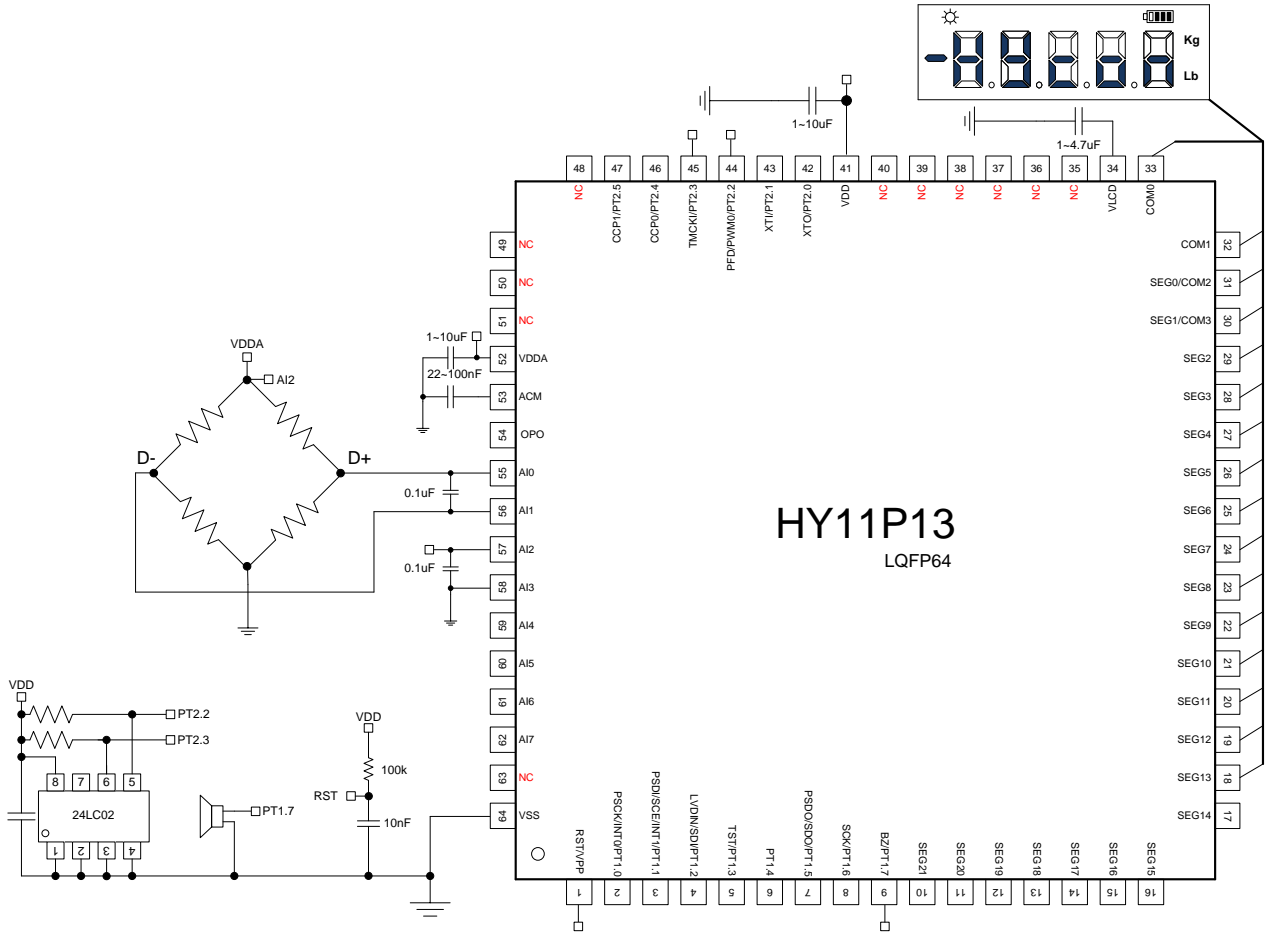 Kg
Lb
1~10uF
1~4.7uF
48 47 46 45 44 43 42 41 40 39 38 37 36 35 34 33
NC
CCP1/PT2.5
CCP0/PT2.4
TMCKI/PT2.3
PFD/PWM0/PT2.2
XTI/PT2.1
XTO/PT2.0
VDD
NC
NC
NC
NC
NC
NC
VLCD
COM0
49 NC
50 NC
51 NC
1~10uF
52 VDDA
22~100nF
53 ACM
54 OPO
55 AI0
0.1uF
56 AI1
57 AI2
0.1uF
58 AI3
59 AI4
60 AI5
61 AI6
62 AI7
63 NC
64 VSS
VDDA
AI2
D-
D+
HY11P13
LQFP64
COM1 32
SEG0/COM2 31
SEG1/COM3 30
SEG2 29
SEG3 28
SEG4 27
SEG5 26
SEG6 25
SEG7 24
SEG8 23
SEG9 22
SEG10 21
SEG11 20
SEG12 19
SEG13 18
SEG14 17
VDD
PT2.2
PT2.3
8 7 6 5
24LC02
1 2 3 4
PT1.7
VDD
100k
RST
10nF
RST/VPP
PSCK/INT0/PT1.0
PSDI/SCE/INT1/PT1.1
LVDIN/SDI/PT1.2
TST/PT1.3
PT1.4
PSDO/SDO/PT1.5
SCK/PT1.6
BZ/PT1.7
SEG21
SEG20
SEG19
SEG18
SEG17
SEG16
SEG15
1 2 3 4 5 6 7 8 9 10 11 12 13 14 15 16